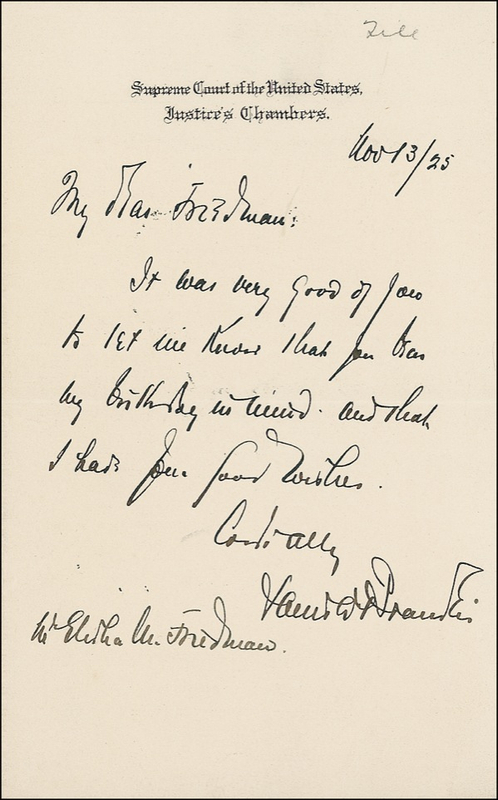 File
Supreme Court of the United States,
Justice's Chambers.
Nov 13/25
My dear Friedman:
It was very good of you
to let me know that you bear
my birthday in mind. and that
I have your good wishes.
Cordially
Louis D Brandeis
Mr Elisha M. Friedman.